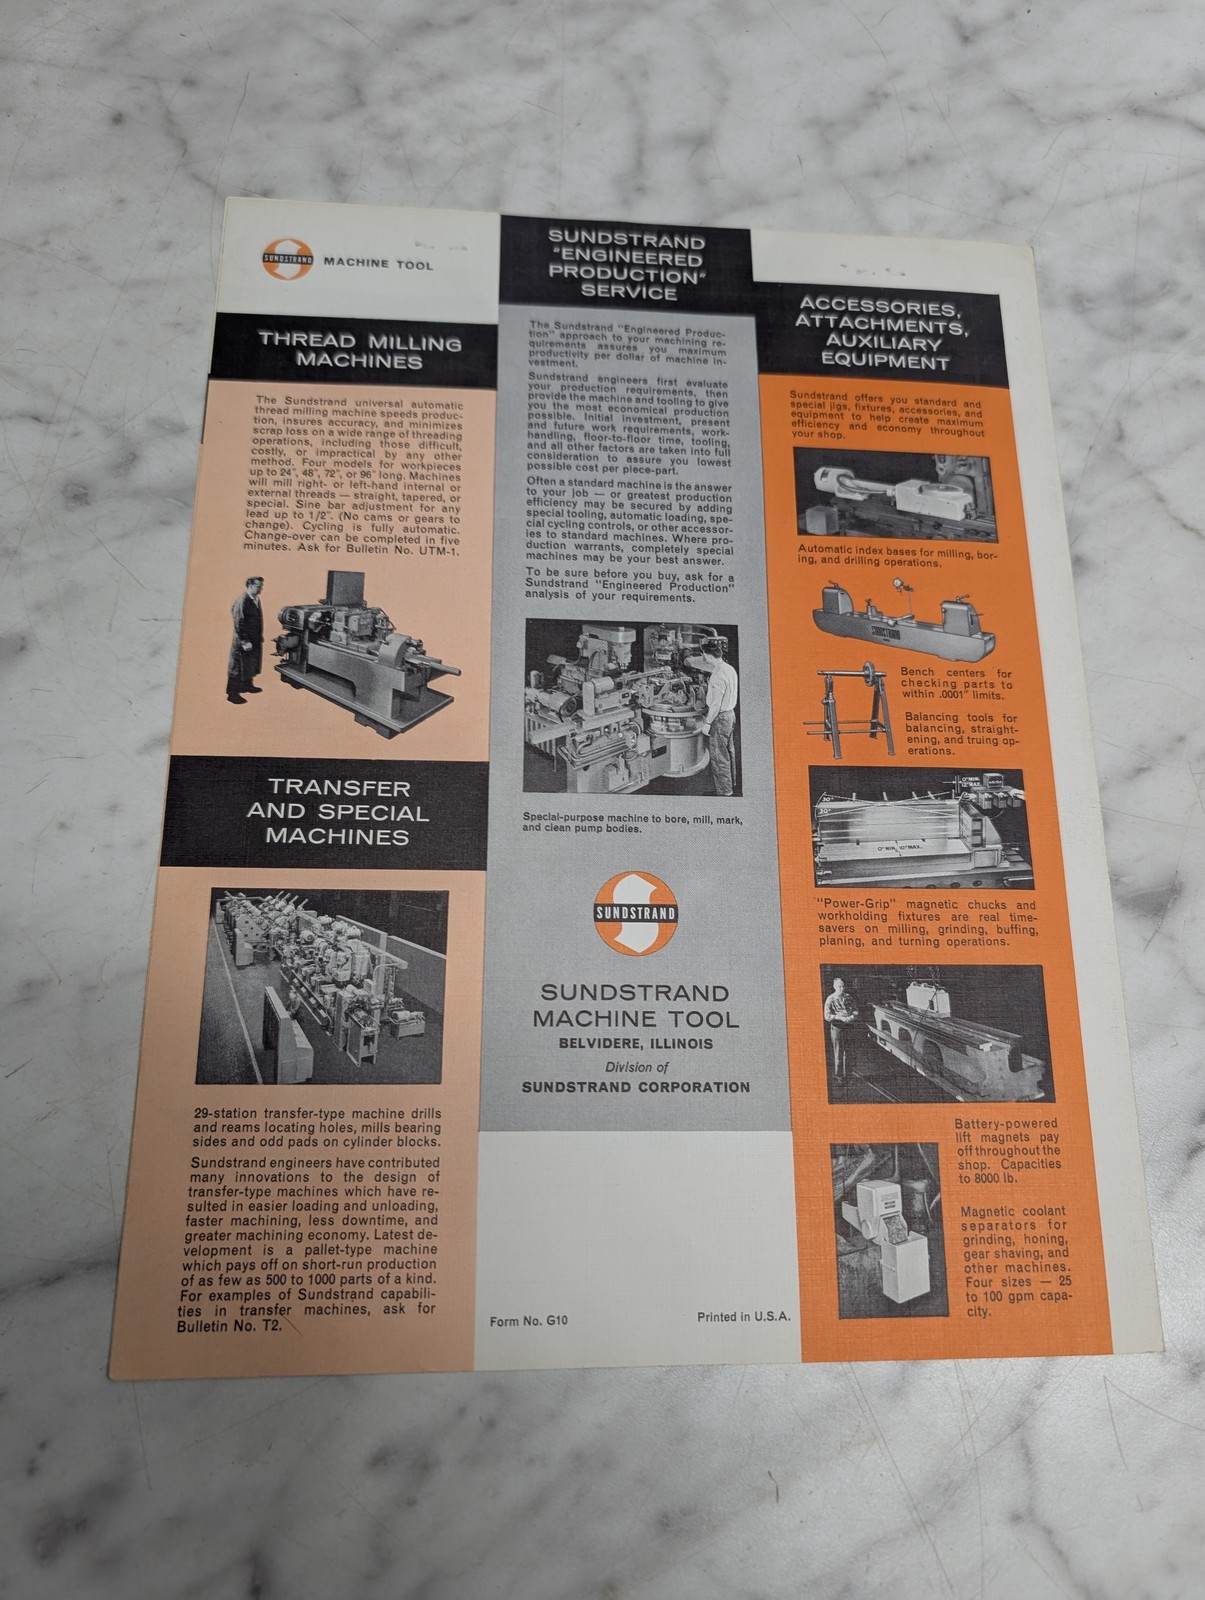 SUNDSTRAND
MACHINE TOOL
THREAD MILLING
MACHINES
The Sundstrand universal automatic
thread milling machine speeds produc-
tion, insures accuracy, and minimizes
scrap loss on a wide range of threading
operations, including those difficult,
costly, or impractical by any other
method. Four models for workpieces
up to 24", 48", 72", or 96" long. Machines
will mill right- or left-hand internal or
external threads — straight, tapered, or
special. Sine bar adjustment for any
lead up to 1/2". (No cams or gears to
change). Cycling is fully automatic.
Change-over can be completed in five
minutes. Ask for Bulletin No. UTM-1.
TRANSFER
AND SPECIAL
MACHINES
29-station transfer-type machine drills
and reams locating holes, mills bearing
sides and odd pads on cylinder blocks.
Sundstrand engineers have contributed
many innovations to the design of
transfer-type machines which have re-
sulted in easier loading and unloading,
faster machining, less downtime, and
greater machining economy. Latest de-
velopment is a pallet-type machine
which pays off on short-run production
of as few as 500 to 1000 parts of a kind.
For examples of Sundstrand capabili-
ties in transfer machines, ask for
Bulletin No. T2.
SUNDSTRAND
"ENGINEERED
PRODUCTION"
SERVICE
The Sundstrand "Engineered Produc-
tion" approach to your machining re-
quirements assures you maximum
productivity per dollar of machine in-
vestment.
Sundstrand engineers first evaluate
your production requirements, then
provide the machine and tooling to give
you the most economical production
possible. Initial investment, present
and future work requirements, work-
handling, floor-to-floor time, tooling,
and all other factors are taken into full
consideration to assure you lowest
possible cost per piece-part.
Often a standard machine is the answer
to your job — or greatest production
efficiency may be secured by adding
special tooling, automatic loading, spe-
cial cycling controls, or other accessor-
ies to standard machines. Where pro-
duction warrants, completely special
machines may be your best answer.
To be sure before you buy, ask for a
Sundstrand "Engineered Production"
analysis of your requirements.
Special-purpose machine to bore, mill, mark,
and clean pump bodies.
SUNDSTRAND
SUNDSTRAND
MACHINE TOOL
BELVIDERE, ILLINOIS
Division of
SUNDSTRAND CORPORATION
Form No. G10
Printed in U.S.A.
ACCESSORIES,
ATTACHMENTS,
AUXILIARY
EQUIPMENT
Sundstrand offers you standard and
special jigs, fixtures, accessories, and
equipment to help create maximum
efficiency and economy throughout
your shop.
Automatic index bases for milling, bor-
ing, and drilling operations.
SUNDSTRAND
Bench centers for
checking parts to
within .0001" limits.
Balancing tools for
balancing, straight-
ening, and truing op-
erations.
0" MIN.
12" MAX.
30°
30°
0" MIN. 10" MAX.
"Power-Grip" magnetic chucks and
workholding fixtures are real time-
savers on milling, grinding, buffing,
planing, and turning operations.
Battery-powered
lift magnets pay
off throughout the
shop. Capacities
to 8000 lb.
Magnetic coolant
separators for
grinding, honing,
gear shaving, and
other machines.
Four sizes — 25
to 100 gpm capa-
city.